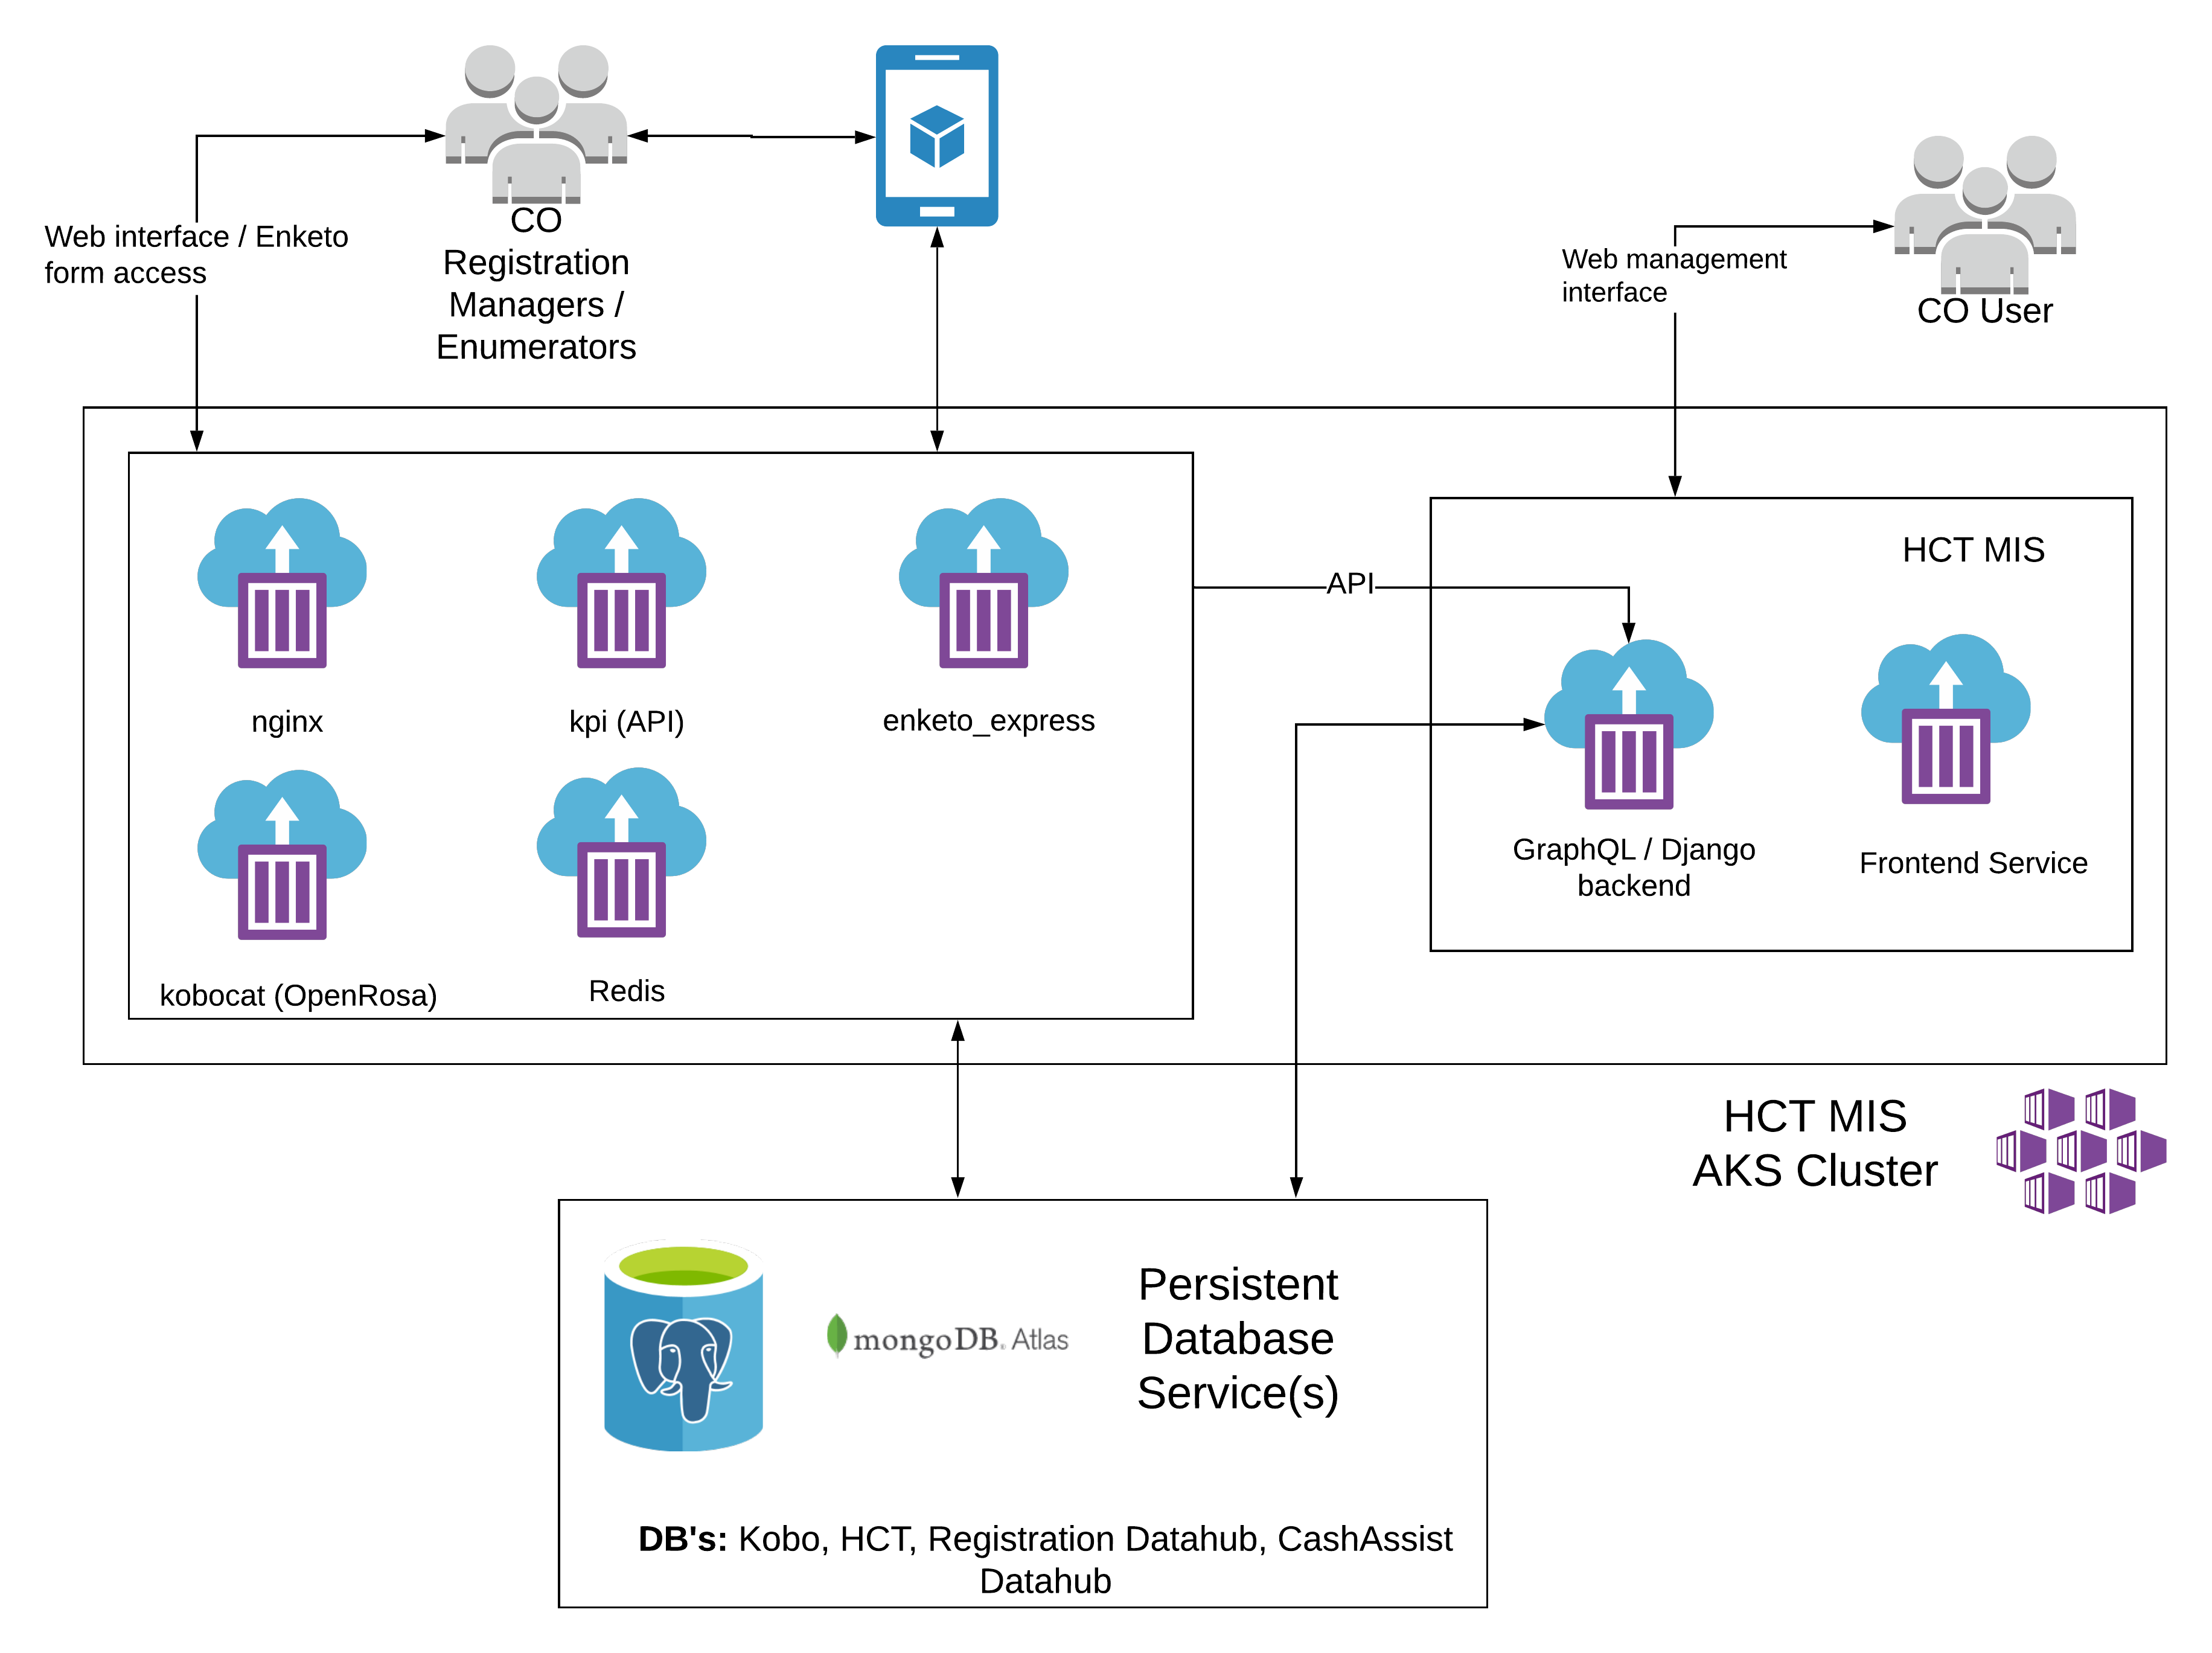 CO
Registration
Managers /
Enumerators
Web interface / Enketo
form access
Web management
interface
CO User
HCT MIS
API
nginx
kpi (API)
enketo_express
GraphQL / Django
backend
Frontend Service
kobocat (OpenRosa)
Redis
HCT MIS
AKS Cluster
Persistent
Database
Service(s)
mongoDB. Atlas
DB's: Kobo, HCT, Registration Datahub, CashAssist
Datahub